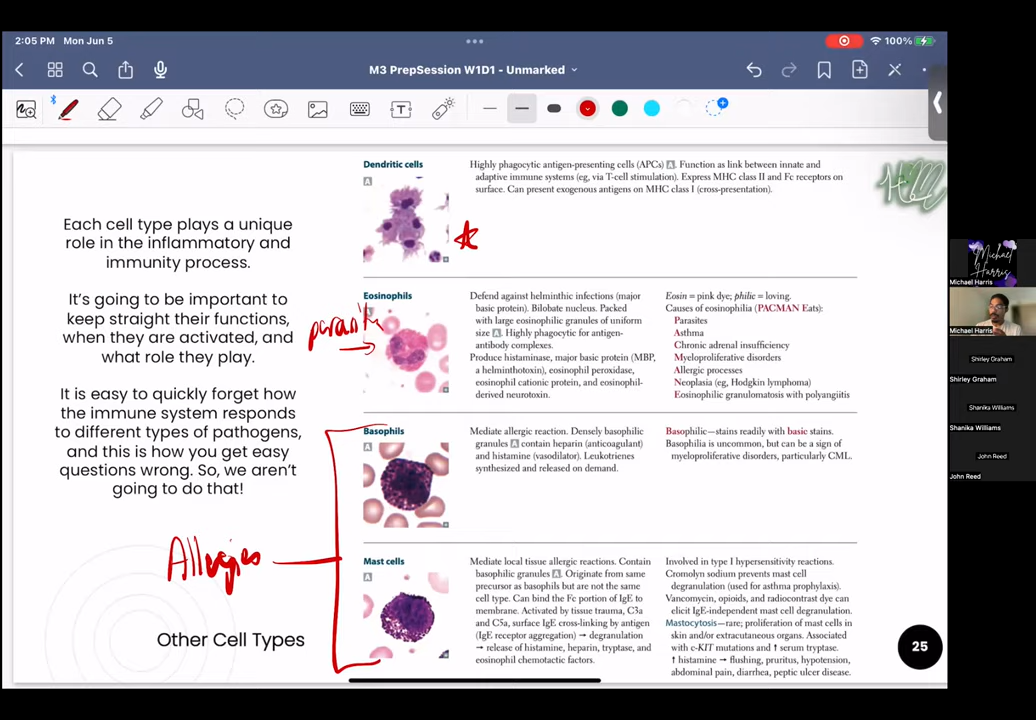 2:05 PM Mon Jun 5
100%
M3 PrepSession W1D1 - Unmarked
T
Each cell type plays a unique
role in the inflammatory and
immunity process.
It's going to be important to
keep straight their functions,
when they are activated, and
what role they play.
It is easy to quickly forget how
the immune system responds
to different types of pathogens,
and this is how you get easy
questions wrong. So, we aren't
going to do that!
Allergies
Other Cell Types
Dendritic cells
A
Highly phagocytic antigen-presenting cells (APCs) A. Function as link between innate and
adaptive immune systems (eg, via T-cell stimulation). Express MHC class II and Fc receptors on
surface. Can present exogenous antigens on MHC class I (cross-presentation).
Eosinophils
A
Defend against helminthic infections (major
basic protein). Bilobate nucleus. Packed
with large eosinophilic granules of uniform
size A. Highly phagocytic for antigen-
antibody complexes.
Produce histaminase, major basic protein (MBP,
a helminthotoxin), eosinophil peroxidase,
eosinophil cationic protein, and eosinophil-
derived neurotoxin.
Eosin = pink dye; philic = loving.
Causes of eosinophilia (PACMAN Eats):
Parasites
Asthma
Chronic adrenal insufficiency
Myeloproliferative disorders
Allergic processes
Neoplasia (eg, Hodgkin lymphoma)
Eosinophilic granulomatosis with polyangiitis
Basophils
A
Mediate allergic reaction. Densely basophilic
granules A contain heparin (anticoagulant)
and histamine (vasodilator). Leukotrienes
synthesized and released on demand.
Basophilic—stains readily with basic stains.
Basophilia is uncommon, but can be a sign of
myeloproliferative disorders, particularly CML.
Mast cells
A
Mediate local tissue allergic reactions. Contain
basophilic granules A. Originate from same
precursor as basophils but are not the same
cell type. Can bind the Fc portion of IgE to
membrane. Activated by tissue trauma, C3a
and C5a, surface IgE cross-linking by antigen
(IgE receptor aggregation) → degranulation
→ release of histamine, heparin, tryptase, and
eosinophil chemotactic factors.
Involved in type I hypersensitivity reactions.
Cromolyn sodium prevents mast cell
degranulation (used for asthma prophylaxis).
Vancomycin, opioids, and radiocontrast dye can
elicit IgE-independent mast cell degranulation.
Mastocytosis—rare; proliferation of mast cells in
skin and/or extracutaneous organs. Associated
with c-KIT mutations and ↑ serum tryptase.
↑ histamine → flushing, pruritus, hypotension,
abdominal pain, diarrhea, peptic ulcer disease.
25
Michael
Harris
Michael Harris
Michael Harris
Shirley Graham
Shirley Graham
Shanika Williams
Shanika Williams
John Reed
John Reed